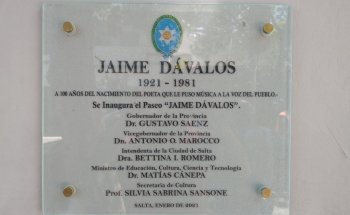 JAIME DÁVALOS
1921 - 1981
A 100 AÑOS DEL NACIMIENTO DEL POETA QUE LE PUSO MÚSICA A LA VOZ DEL PUEBLO.-
Se Inaugura el Paseo “JAIME DÁVALOS”.
Gobernador de la Provincia
Dr. GUSTAVO SAENZ
Vicegobernador de la Provincia
Dn. ANTONIO O. MAROCCO
Intendenta de la Ciudad de Salta
Dra. BETTINA I. ROMERO
Ministro de Educación, Cultura, Ciencia y Tecnología
Dr. MATÍAS CÁNEPA
Secretaria de Cultura
Prof. SILVIA SABRINA SANSONE
SALTA, ENERO DE 2021